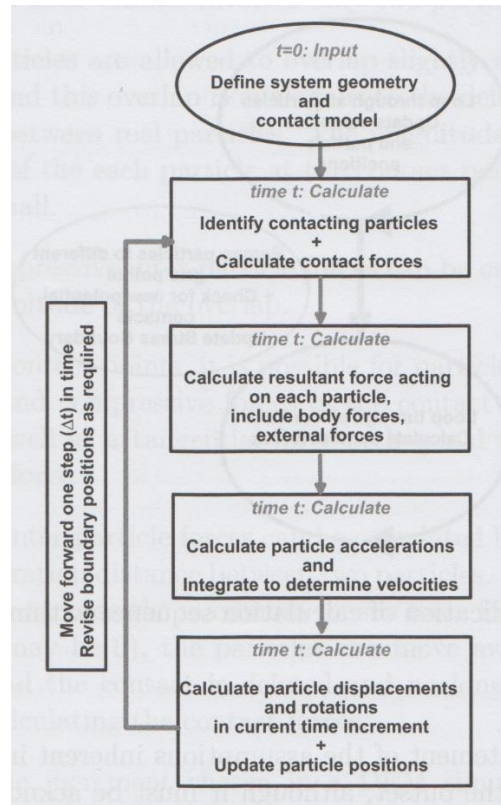 t=0: Input
Define system geometry
and
contact model
time t: Calculate
Identify contacting particles
+
Calculate contact forces
time t: Calculate
Calculate resultant force acting
on each particle,
including body forces,
external forces
time t: Calculate
Calculate particle accelerations
and
Integrate to determine velocities
time t: Calculate
Calculate particle displacements
and rotations
in current time increment
+
Update particle positions
Move forward one step (Δt) in time
Revise boundary positions as required